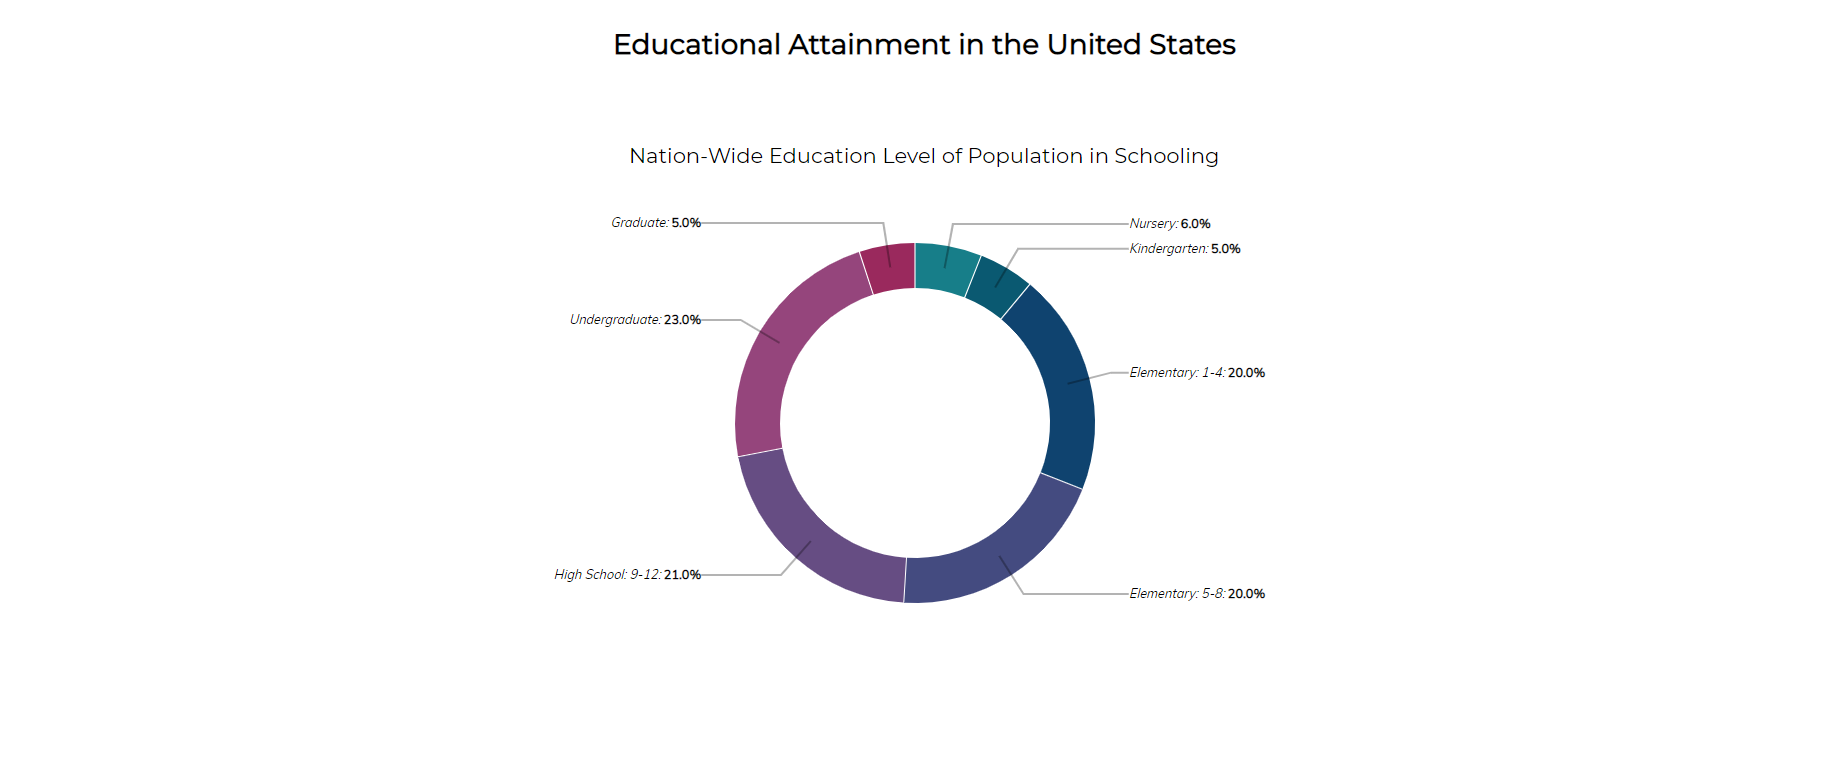 Educational Attainment in the United States
Nation-Wide Education Level of Population in Schooling
Graduate: 5.0%
Nursery: 6.0%
Kindergarten: 5.0%
Undergraduate: 23.0%
Elementary: 1-4: 20.0%
High School: 9-12: 21.0%
Elementary: 5-8: 20.0%